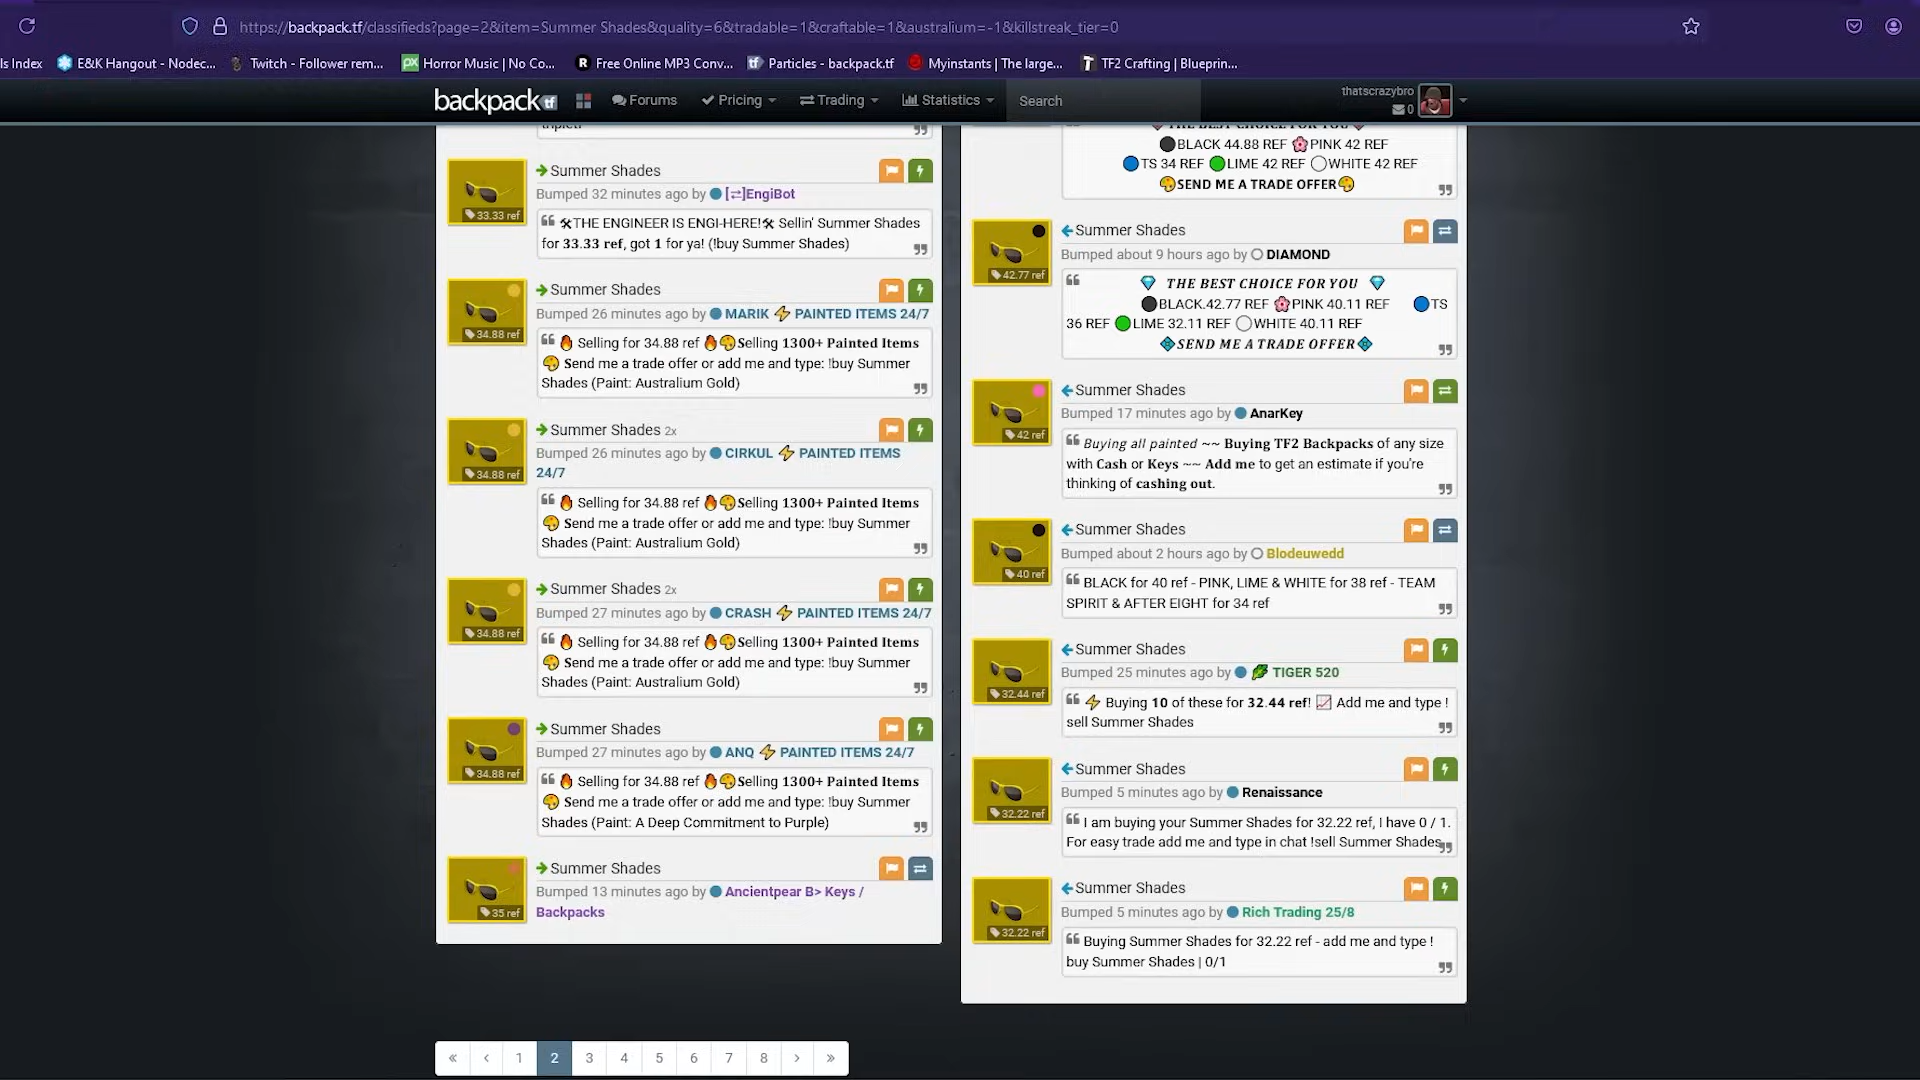 https://backpack.tf/classifieds?page=2&item=Summer Shades&quality=6&tradable=1&craftable=1&australium=-1&killstreak_tier=0
ls Index
E&K Hangout - Nodec...
Twitch - Follower rem...
Horror Music | No Co...
Free Online MP3 Conv...
Particles - backpack.tf
Myinstants | The large...
TF2 Crafting | Blueprin...
backpack.tf
Forums
Pricing
Trading
Statistics
Search
thatscrazybro
0
33.33 ref
Summer Shades
Bumped 32 minutes ago by [⇄]EngiBot
THE ENGINEER IS ENGI-HERE! Sellin' Summer Shades
for 33.33 ref, got 1 for ya! (!buy Summer Shades)
34.88 ref
Summer Shades
Bumped 26 minutes ago by MARIK ⚡ PAINTED ITEMS 24/7
🔥 Selling for 34.88 ref 🔥🎨Selling 1300+ Painted Items
🎨 Send me a trade offer or add me and type: !buy Summer
Shades (Paint: Australium Gold)
34.88 ref
Summer Shades 2x
Bumped 26 minutes ago by CIRKUL ⚡ PAINTED ITEMS
24/7
🔥 Selling for 34.88 ref 🔥🎨Selling 1300+ Painted Items
🎨 Send me a trade offer or add me and type: !buy Summer
Shades (Paint: Australium Gold)
34.88 ref
Summer Shades 2x
Bumped 27 minutes ago by CRASH ⚡ PAINTED ITEMS 24/7
🔥 Selling for 34.88 ref 🔥🎨Selling 1300+ Painted Items
🎨 Send me a trade offer or add me and type: !buy Summer
Shades (Paint: Australium Gold)
34.88 ref
Summer Shades
Bumped 27 minutes ago by ANQ ⚡ PAINTED ITEMS 24/7
🔥 Selling for 34.88 ref 🔥🎨Selling 1300+ Painted Items
🎨 Send me a trade offer or add me and type: !buy Summer
Shades (Paint: A Deep Commitment to Purple)
35 ref
Summer Shades
Bumped 13 minutes ago by Ancientpear B> Keys /
Backpacks
THE BEST CHOICE FOR YOU
BLACK 44.88 REF PINK 42 REF
TS 34 REF LIME 42 REF WHITE 42 REF
SEND ME A TRADE OFFER
42.77 ref
Summer Shades
Bumped about 9 hours ago by DIAMOND
THE BEST CHOICE FOR YOU
BLACK 42.77 REF PINK 40.11 REF TS
36 REF LIME 32.11 REF WHITE 40.11 REF
SEND ME A TRADE OFFER
42 ref
Summer Shades
Bumped 17 minutes ago by AnarKey
Buying all painted ~~ Buying TF2 Backpacks of any size
with Cash or Keys ~~ Add me to get an estimate if you're
thinking of cashing out.
40 ref
Summer Shades
Bumped about 2 hours ago by Blodeuwedd
BLACK for 40 ref - PINK, LIME & WHITE for 38 ref - TEAM
SPIRIT & AFTER EIGHT for 34 ref
32.44 ref
Summer Shades
Bumped 25 minutes ago by TIGER 520
⚡ Buying 10 of these for 32.44 ref! 📈 Add me and type !
sell Summer Shades
32.22 ref
Summer Shades
Bumped 5 minutes ago by Renaissance
I am buying your Summer Shades for 32.22 ref, I have 0 / 1.
For easy trade add me and type in chat !sell Summer Shades
32.22 ref
Summer Shades
Bumped 5 minutes ago by Rich Trading 25/8
Buying Summer Shades for 32.22 ref - add me and type !
buy Summer Shades | 0/1
« ‹ 1 2 3 4 5 6 7 8 › »